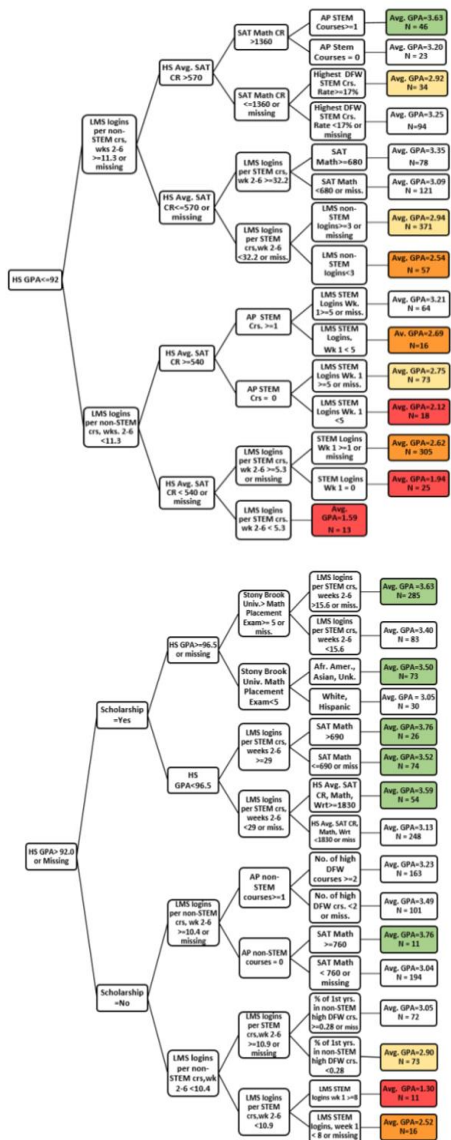 HS GPA<=92
LMS logins
per non-
STEM crs,
wks 2-6
>=11.3 or
missing
LMS logins
per non-STEM
crs, wks. 2-6
<11.3
HS Avg. SAT
CR >570
HS Avg. SAT
CR<=570 or
missing
HS Avg. SAT
CR >=540
HS Avg. SAT
CR < 540 or
missing
SAT Math CR
>1360
SAT Math CR
<=1360 or
missing
LMS logins
per STEM crs,
wk 2-6 >=32.2
LMS logins
per STEM
crs,wk 2-6
<32.2 or miss.
AP STEM
Crs. >=1
AP STEM
Crs = 0
LMS logins
per STEM crs,
wk 2-6 >=5.3
or missing
LMS logins
per STEM crs.
wk 2-6 < 5.3
AP STEM
Courses>=1
AP Stem
Courses = 0
Highest DFW
STEM Crs.
Rate>=17%
Highest DFW
STEM Crs.
Rate <17% or
missing
SAT
Math>=680
SAT Math
<680 or miss.
LMS non-
STEM
logins>=3 or
missing
LMS non-
STEM
logins<3
LMS STEM
Logins Wk.
1>=5 or miss.
LMS STEM
Logins,
Wk 1 < 5
LMS STEM
Logins Wk. 1
>=5 or miss.
LMS STEM
Logins Wk. 1
<5
STEM Logins
Wk 1 >=1 or
missing
STEM Logins
Wk 1 = 0
Avg.
GPA=1.59
N = 13
Avg. GPA=3.63
N = 46
Avg. GPA=3.20
N = 23
Avg. GPA=2.92
N= 34
Avg. GPA=3.25
N=94
Avg. GPA=3.35
N=78
Avg. GPA=3.09
N = 121
Avg. GPA=2.94
N = 371
Avg. GPA=2.54
N = 57
Avg. GPA=3.21
N = 64
Av. GPA=2.69
N=16
Avg. GPA=2.75
N = 73
Avg. GPA=2.12
N = 18
Avg. GPA=2.62
N = 305
Avg. GPA=1.94
N = 25
HS GPA> 92.0
or Missing
Scholarship
=Yes
Scholarship
=No
HS GPA>=96.5
or missing
HS
GPA<96.5
LMS logins
per non-STEM
crs, wk 2-6
>=10.4 or
missing
LMS logins
per non-
STEM crs,wk
2-6 <10.4
Stony Brook
Univ.> Math
Placement
Exam>= 5 or
miss.
Stony Brook
Univ. Math
Placement
Exam<5
LMS logins
per STEM crs,
weeks 2-6
>=29
LMS logins
per STEM crs,
weeks 2-6
<29 or miss.
AP non-
STEM
courses>=1
AP non-STEM
courses = 0
LMS logins
per STEM
crs,wk 2-6
>=10.9 or
missing
LMS logins
per STEM
crs,wk 2-6
<10.9
LMS logins
per STEM crs,
weeks 2-6
>15.6 or miss.
LMS logins
per STEM crs,
weeks 2-6
<15.6
Afr. Amer.,
Asian, Unk.
White,
Hispanic
SAT Math
>690
SAT Math
<=690 or miss
HS Avg. SAT
CR, Math,
Wrt>=1830
HS Avg. SAT CR,
Math, Wrt
<1830 or miss
No. of high
DFW
courses >=2
No. of high
DFW crs. <2
or miss.
SAT Math
>=760
SAT Math
< 760 or
missing
% of 1st yrs.
in non-STEM
high DFW crs.
>=0.28 or miss
% of 1st yrs.
in non-STEM
high DFW crs.
<0.28
LMS STEM
logins wk 1 >=8
LMS STEM
logins, week 1
< 8 or missing
Avg. GPA =3.63
N= 285
Avg. GPA=3.40
N = 83
Avg. GPA=3.50
N= 73
Avg. GPA = 3.05
N = 30
Avg. GPA=3.76
N = 26
Avg. GPA=3.52
N = 74
Avg. GPA=3.59
N = 54
Avg. GPA=3.13
N = 248
Avg. GPA=3.23
N = 163
Avg. GPA=3.49
N = 101
Avg. GPA=3.76
N = 11
Avg. GPA=3.04
N = 194
Avg. GPA=3.05
N = 72
Avg. GPA=2.90
N = 73
Avg. GPA=1.30
N = 11
Avg. GPA=2.52
N=16